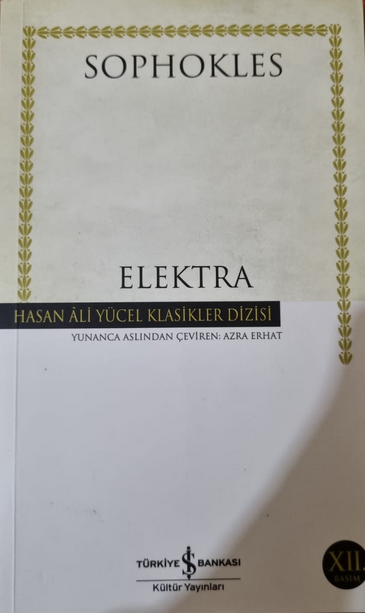 SOPHOKLES
ELEKTRA
HASAN ÂLİ YÜCEL KLASİKLER DİZİSİ
YUNANCA ASLINDAN ÇEVİREN: AZRA ERHAT
TÜRKİYE İŞ BANKASI
Kültür Yayınları
XII.
BASIM